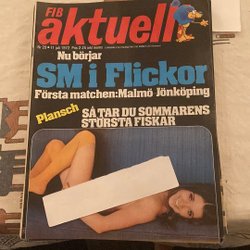 FIB
aktuellt
Nu börjar
SM i Flickor
Första matchen: Malmö Jönköping
Plansch
SÅ TAR DU SOMMARENS
STÖRSTA FISKAR